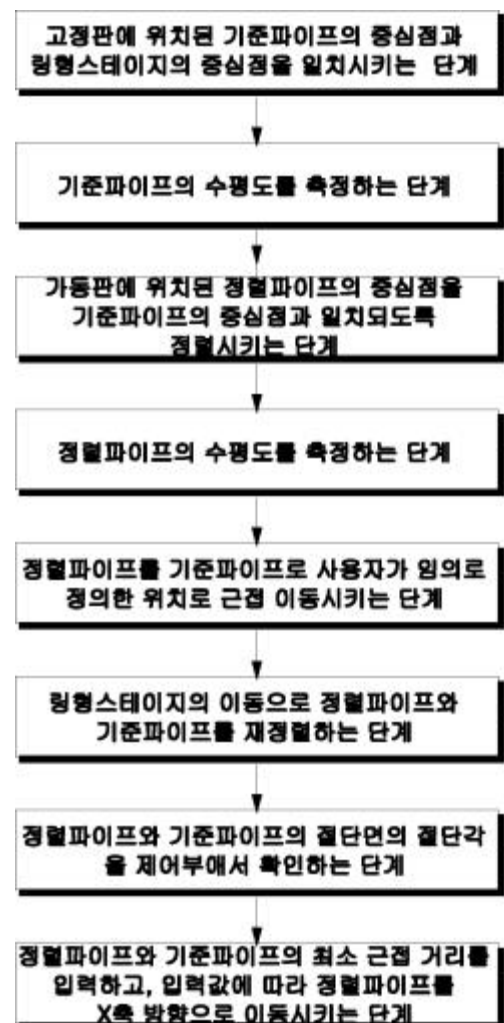 고정판에 위치된 기준파이프의 중심점과
링형스테이지의 중심점을 일치시키는 단계
기준파이프의 수평도를 측정하는 단계
가동판에 위치된 정렬파이프의 중심점을
기준파이프의 중심점과 일치되도록
정렬시키는 단계
정렬파이프의 수평도를 측정하는 단계
정렬파이프를 기준파이프로 사용자가 임의로
정의한 위치로 근접 이동시키는 단계
링형스테이지의 이동으로 정렬파이프와
기준파이프를 재정렬하는 단계
정렬파이프와 기준파이프의 절단면의 절단각
을 제어부에서 확인하는 단계
정렬파이프와 기준파이프의 최소 근접 거리를
입력하고, 입력값에 따라 정렬파이프를
X축 방향으로 이동시키는 단계